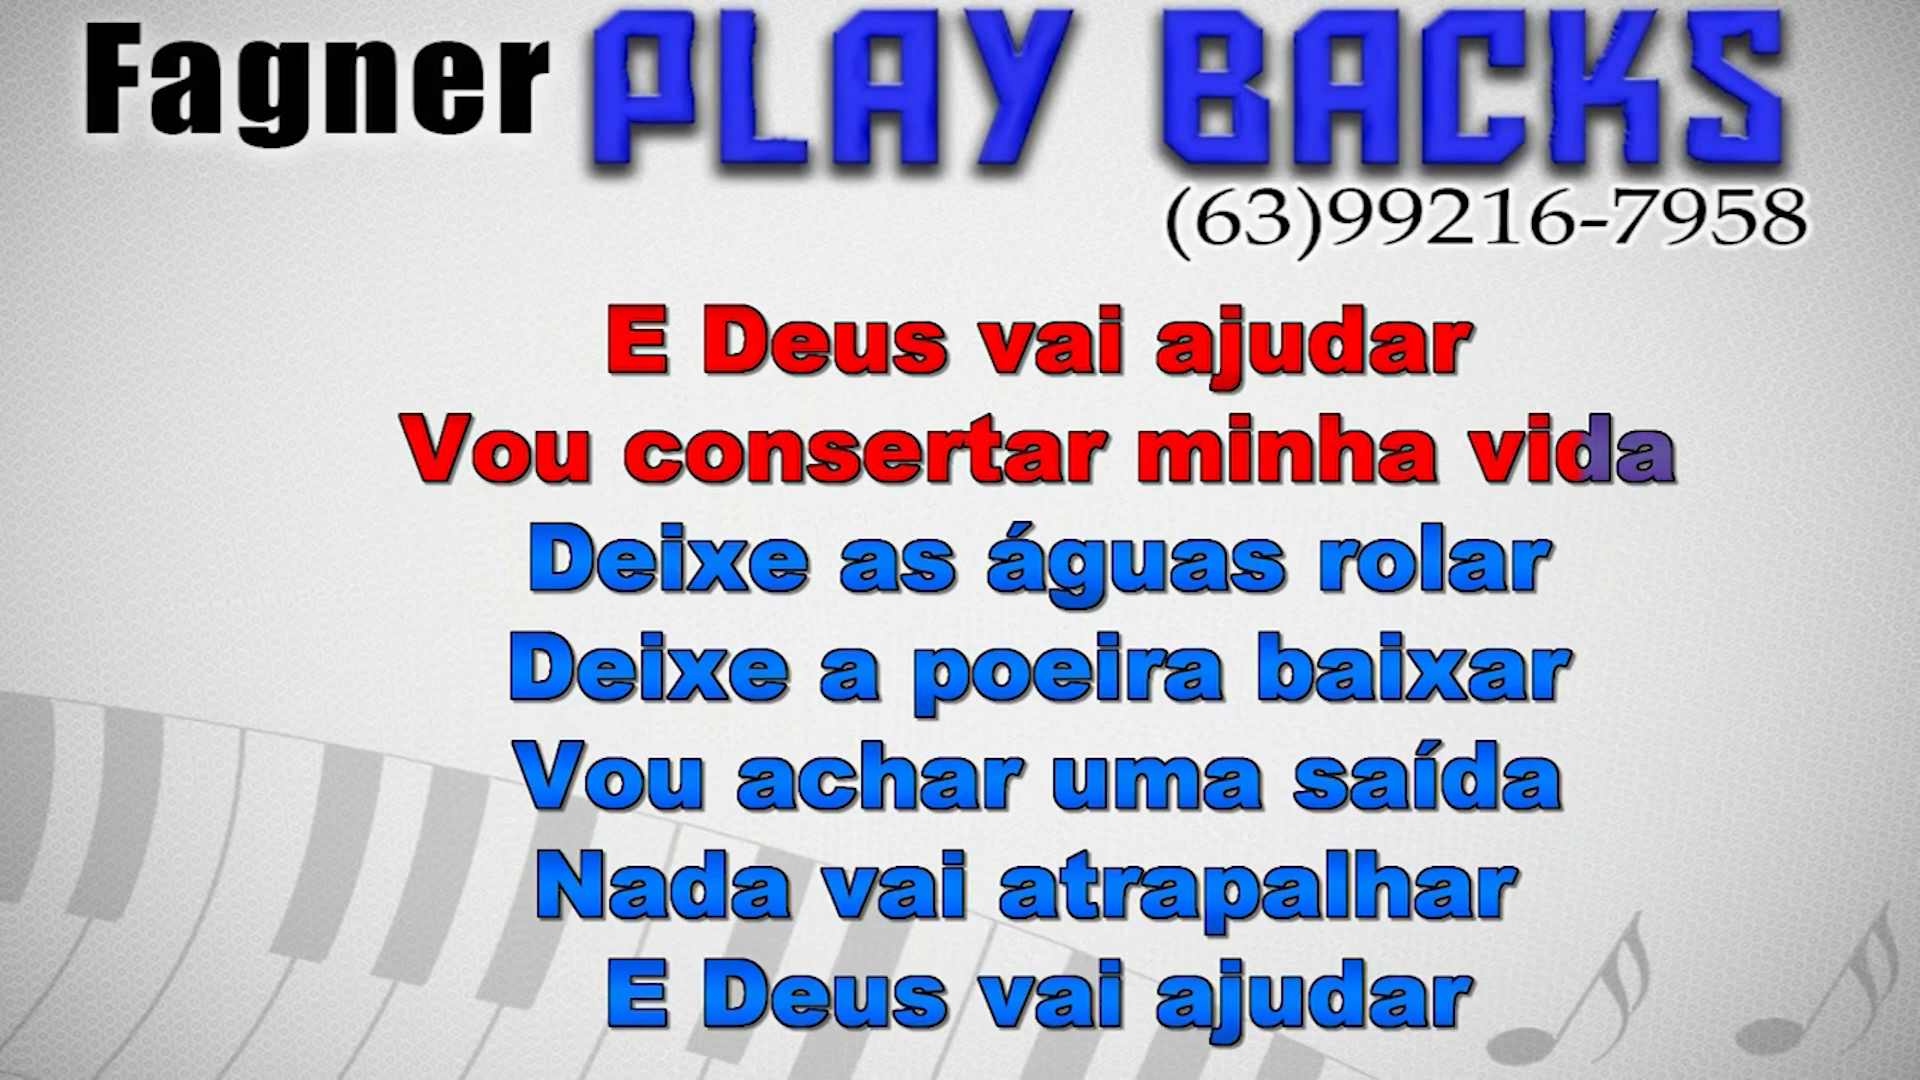 Fagner PLAY BACKS
(63)99216-7958
E Deus vai ajudar
Vou consertar minha vida
Deixe as águas rolar
Deixe a poeira baixar
Vou achar uma saída
Nada vai atrapalhar
E Deus vai ajudar